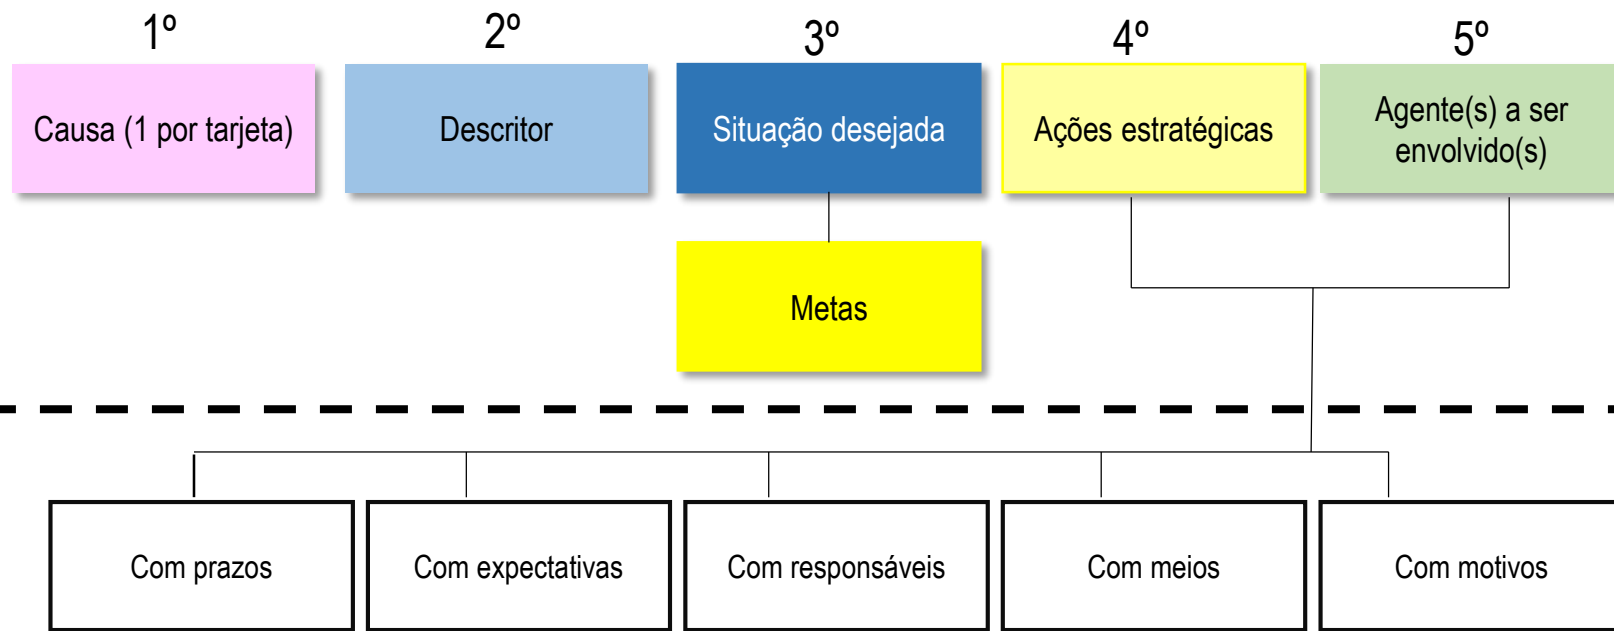 1º
2º
3º
4º
5º
Causa (1 por tarjeta)
Descritor
Situação desejada
Ações estratégicas
Agente(s) a ser
envolvido(s)
Metas
Com prazos
Com expectativas
Com responsáveis
Com meios
Com motivos